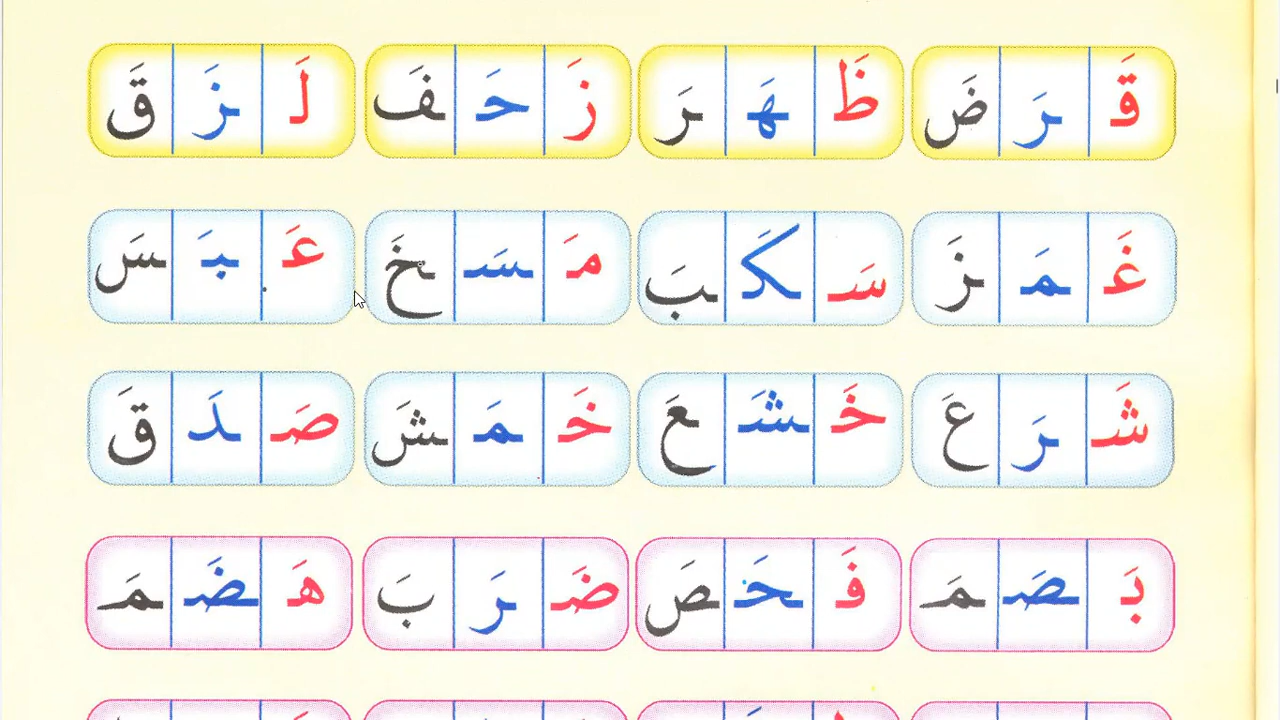 قَ رَ ضَ ظَ هَ رَ زَ حَ فَ لَ زَ قَ
غَ مَ زَ سَ كَ بَ مَ سَ خَ عَ بَ سَ
شَ رَ عَ خَ شَ عَ خَ مَ شَ صَ دَ قَ
بَ صَ مَ فَ حَ صَ ضَ رَ بَ هَ ضَ مَ